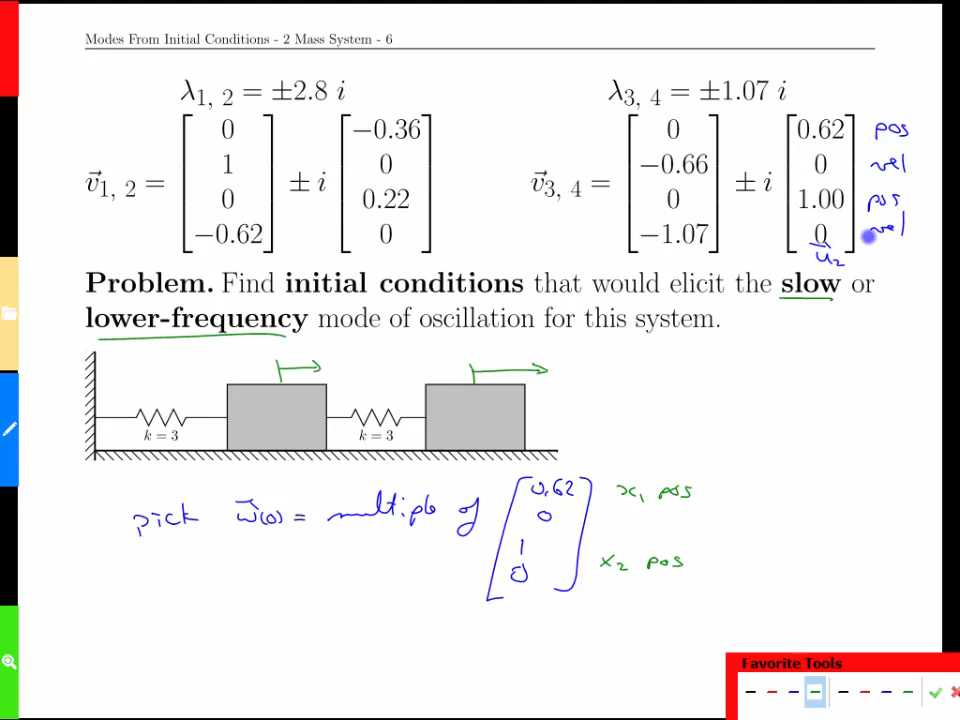 Modes From Initial Conditions - 2 Mass System - 6
λ1, 2 = ±2.8 i
λ3, 4 = ±1.07 i
v⃗1, 2 = [0 1 0 −0.62] ± i [−0.36 0 0.22 0]
v⃗3, 4 = [0 −0.66 0 −1.07] ± i [0.62 0 1.00 0]
pos
vel
pos
vel
u⃗2
Problem. Find initial conditions that would elicit the slow or
lower-frequency mode of oscillation for this system.
k = 3
k = 3
pick w⃗(0) = multiple of [0.62 0 1 0]
x1 pos
x2 pos
Favorite Tools